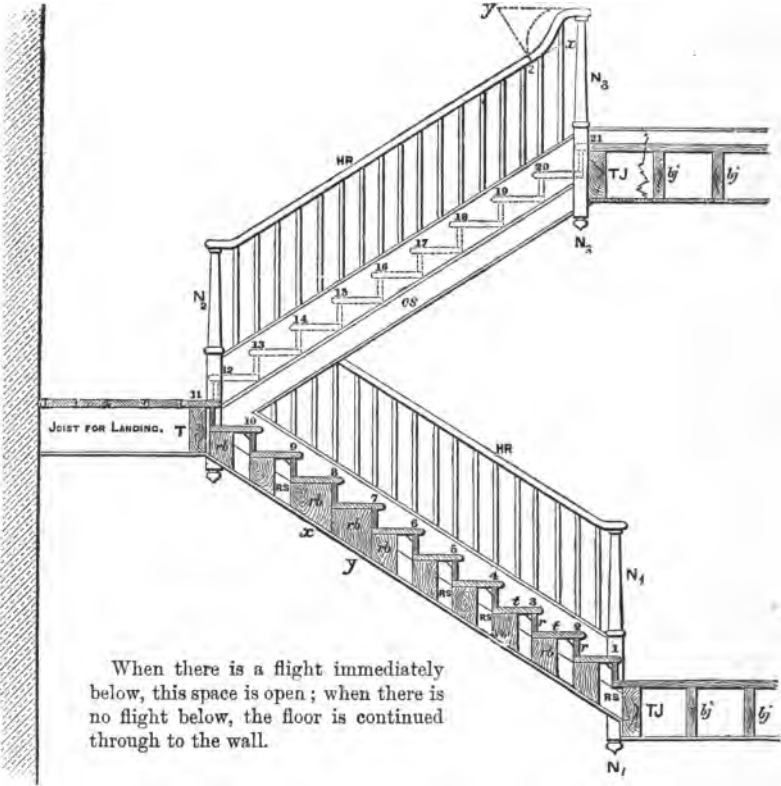 y
x
2
N3
21
HR
20
TJ
bj
bj
19
18
N3
17
N2
16
15
os
14
13
12
11
10
JOIST FOR LANDING. T
rb
9
HR
RS
8
rb
7
x
rb
6
y
rb
5
RS
4
N1
t
3
RS
r
t
2
rb
r
1
RS
TJ
bj
bj
N1
When there is a flight immediately
below, this space is open; when there is
no flight below, the floor is continued
through to the wall.